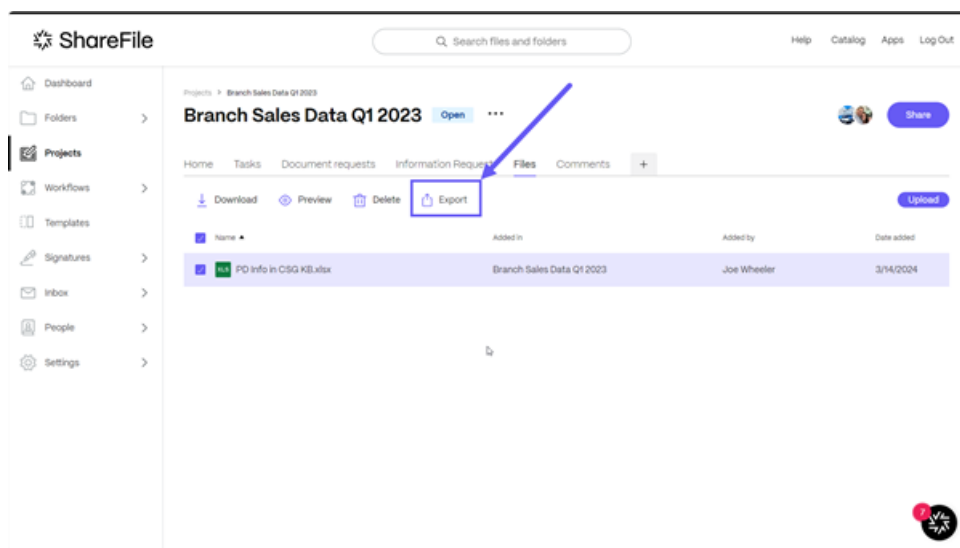 ShareFile
Search files and folders
Help Catalog Apps Log Out
Dashboard
Folders
Projects
Workflows
Templates
Signatures
Inbox
People
Settings
Projects > Branch Sales Data Q1 2023
Branch Sales Data Q1 2023 Open ...
Share
Home Tasks Document requests Information Request Files Comments +
Download Preview Delete Export
Upload
Name Added in Added by Date added
XLS PD Info in CSG KB.xlsx Branch Sales Data Q1 2023 Joe Wheeler 3/14/2024
7